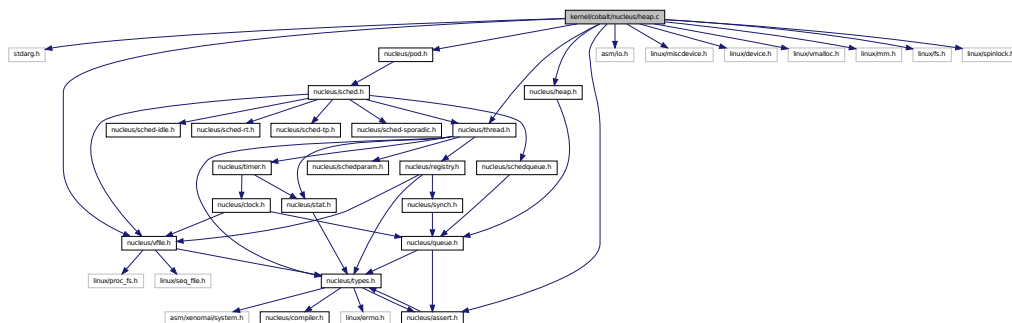 kernel/cobalt/nucleus/heap.c
stdarg.h
nucleus/pod.h
asm/io.h
linux/miscdevice.h
linux/device.h
linux/vmalloc.h
linux/mm.h
linux/fs.h
linux/spinlock.h
nucleus/sched.h
nucleus/heap.h
nucleus/sched-idle.h
nucleus/sched-rt.h
nucleus/sched-tp.h
nucleus/sched-sporadic.h
nucleus/thread.h
nucleus/timer.h
nucleus/schedparam.h
nucleus/registry.h
nucleus/schedqueue.h
nucleus/clock.h
nucleus/stat.h
nucleus/synch.h
nucleus/vfile.h
nucleus/queue.h
linux/proc_fs.h
linux/seq_file.h
nucleus/types.h
asm/xenomai/system.h
nucleus/compiler.h
linux/errno.h
nucleus/assert.h